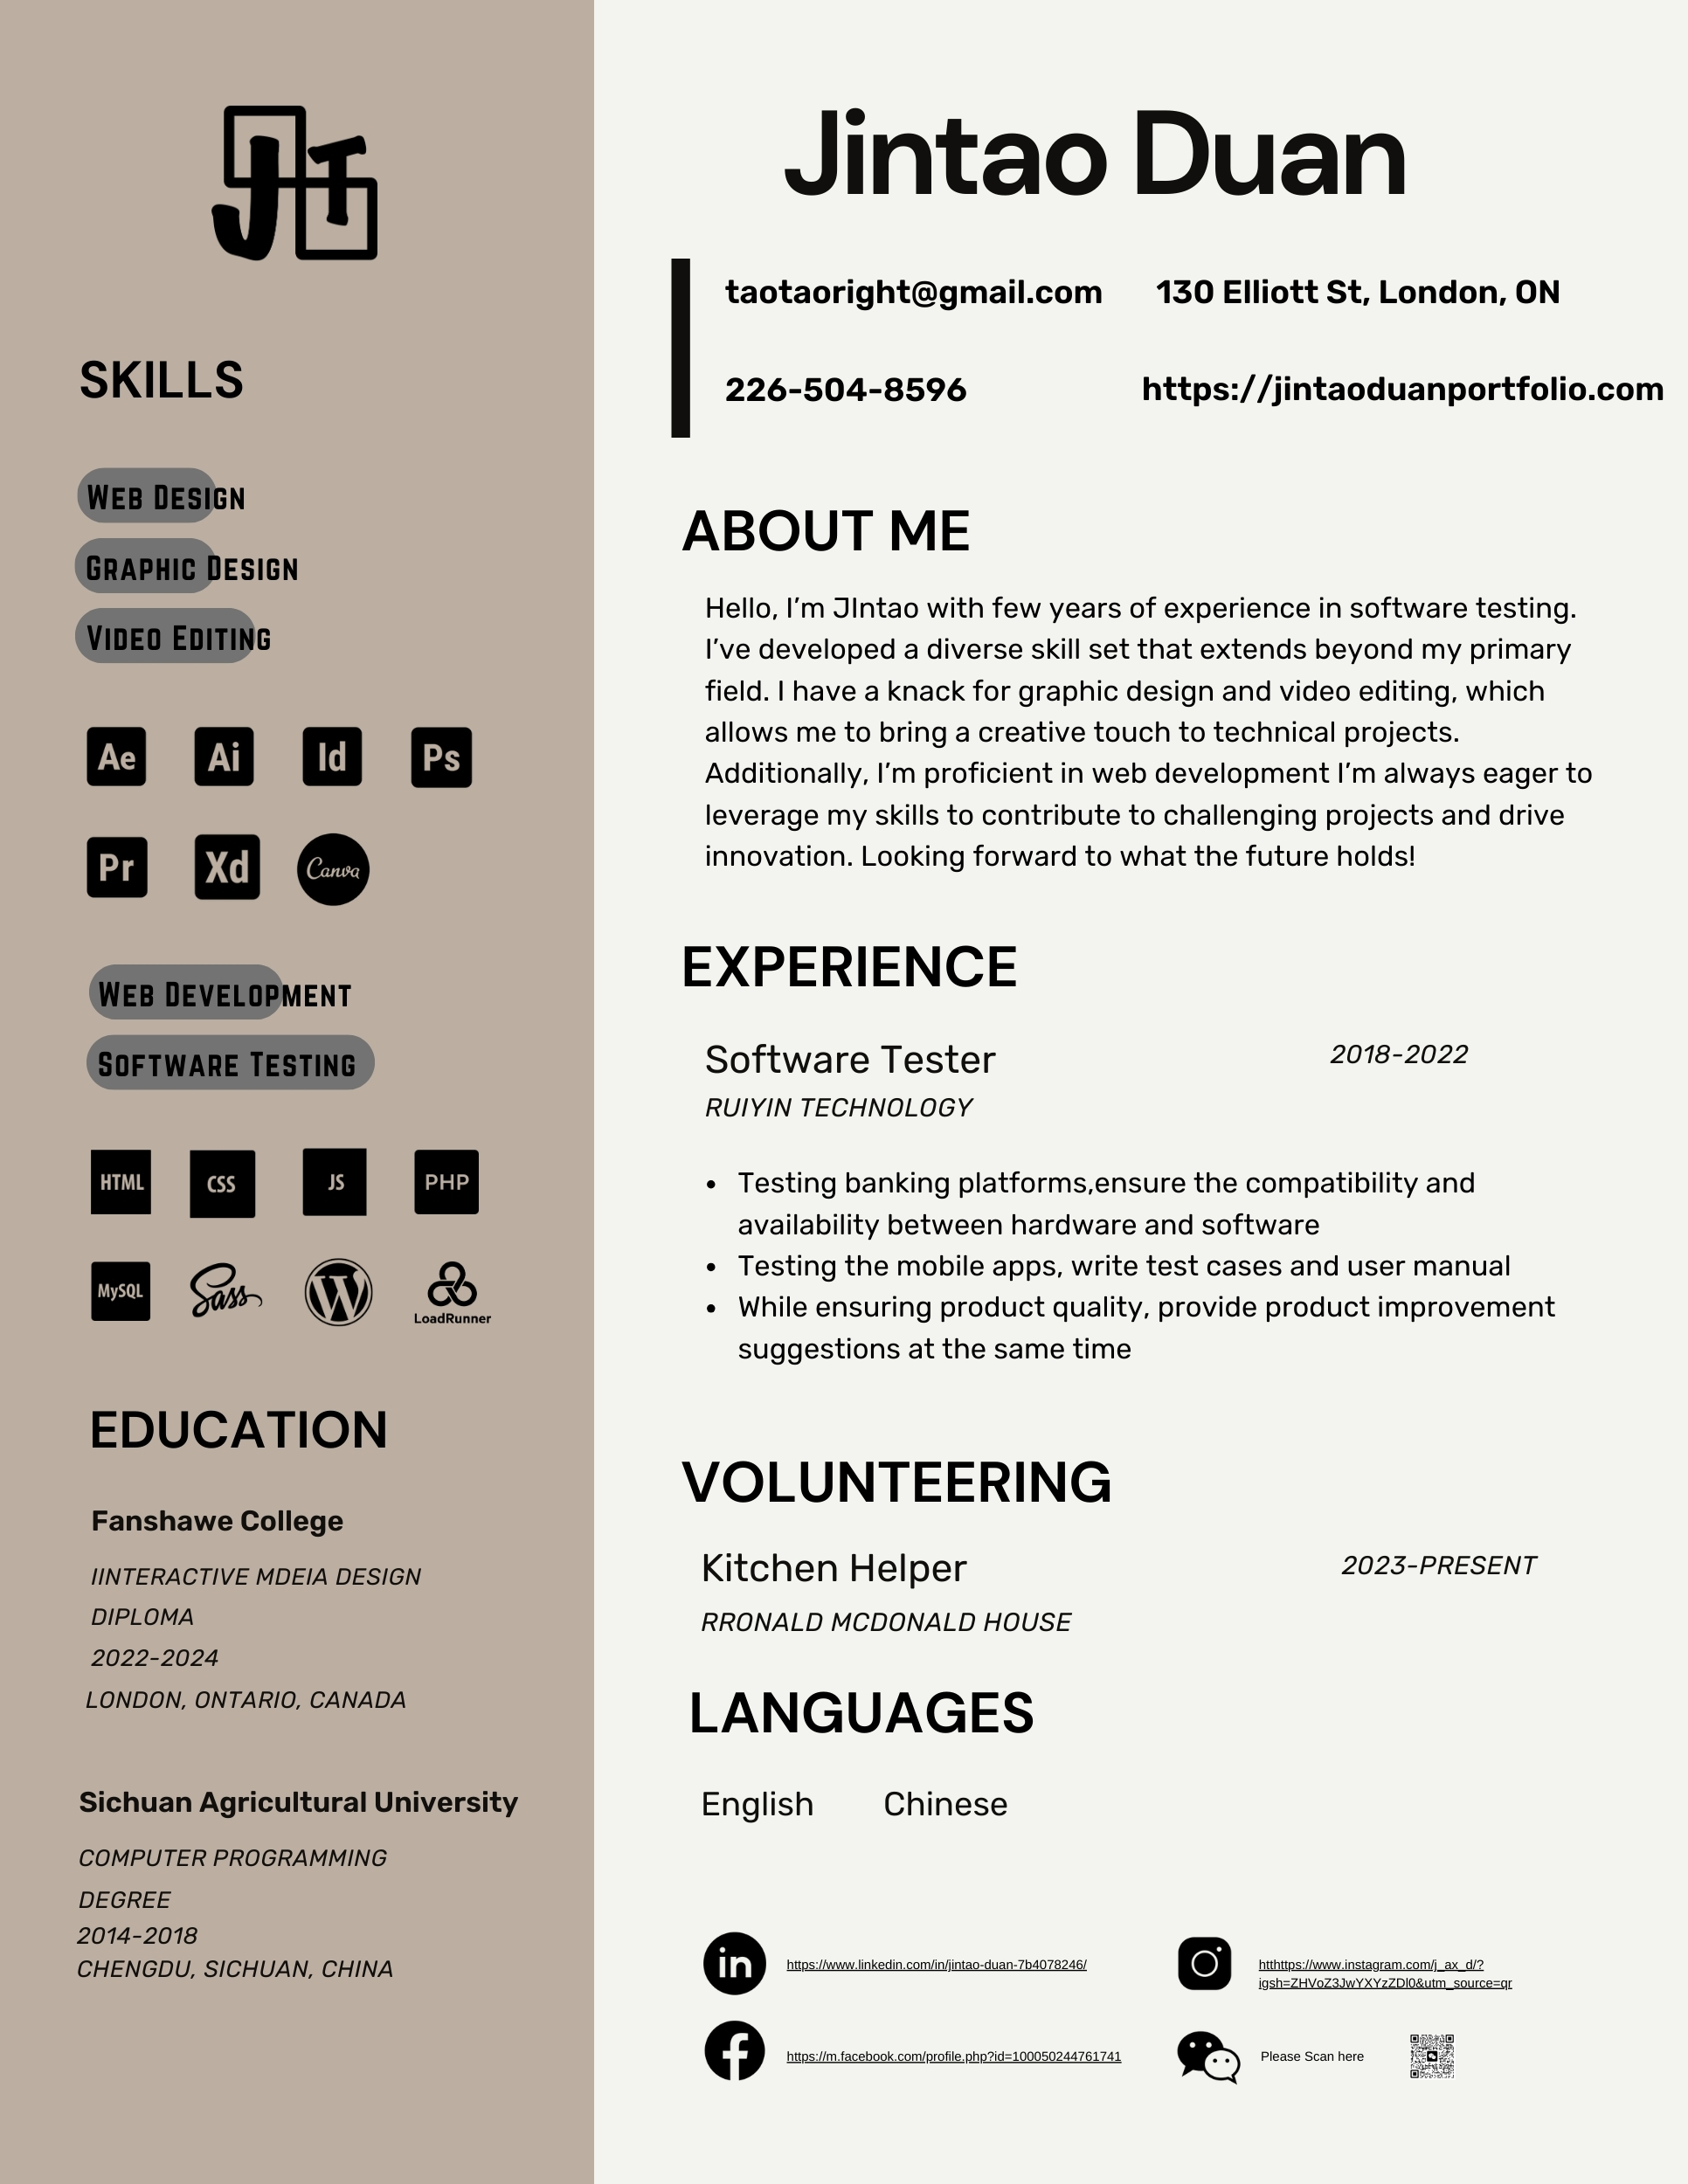 JT
SKILLS
Web Design
Graphic Design
Video Editing
Ae Ai Id Ps
Pr Xd Canva
Web Development
Software Testing
HTML CSS JS PHP
MySQL Sass W LoadRunner
EDUCATION
Fanshawe College
IINTERACTIVE MDEIA DESIGN
DIPLOMA
2022-2024
LONDON, ONTARIO, CANADA
Sichuan Agricultural University
COMPUTER PROGRAMMING
DEGREE
2014-2018
CHENGDU, SICHUAN, CHINA
Jintao Duan
taotaoright@gmail.com 130 Elliott St, London, ON
226-504-8596 https://jintaoduanportfolio.com
ABOUT ME
Hello, I’m JIntao with few years of experience in software testing.
I’ve developed a diverse skill set that extends beyond my primary
field. I have a knack for graphic design and video editing, which
allows me to bring a creative touch to technical projects.
Additionally, I’m proficient in web development I’m always eager to
leverage my skills to contribute to challenging projects and drive
innovation. Looking forward to what the future holds!
EXPERIENCE
Software Tester 2018-2022
RUIYIN TECHNOLOGY
• Testing banking platforms,ensure the compatibility and
availability between hardware and software
• Testing the mobile apps, write test cases and user manual
• While ensuring product quality, provide product improvement
suggestions at the same time
VOLUNTEERING
Kitchen Helper 2023-PRESENT
RRONALD MCDONALD HOUSE
LANGUAGES
English Chinese
in https://www.linkedin.com/in/jintao-duan-7b4078246/
htthttps://www.instagram.com/j_ax_d/?
igsh=ZHVoZ3JwYXYzZDl0&utm_source=qr
f https://m.facebook.com/profile.php?id=100050244761741
Please Scan here